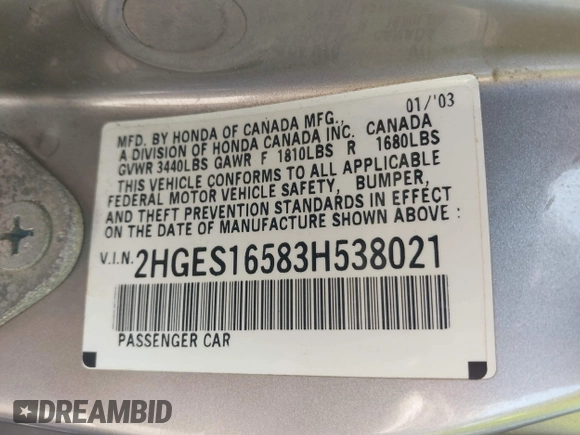 01/'03
MFD. BY HONDA OF CANADA MFG.,
A DIVISION OF HONDA CANADA INC. CANADA
GVWR 3440LBS GAWR F 1810LBS R 1680LBS
THIS VEHICLE CONFORMS TO ALL APPLICABLE
FEDERAL MOTOR VEHICLE SAFETY, BUMPER,
AND THEFT PREVENTION STANDARDS IN EFFECT
ON THE DATE OF MANUFACTURE SHOWN ABOVE :
V.I.N. 2HGES16583H538021
PASSENGER CAR
DREAMBID